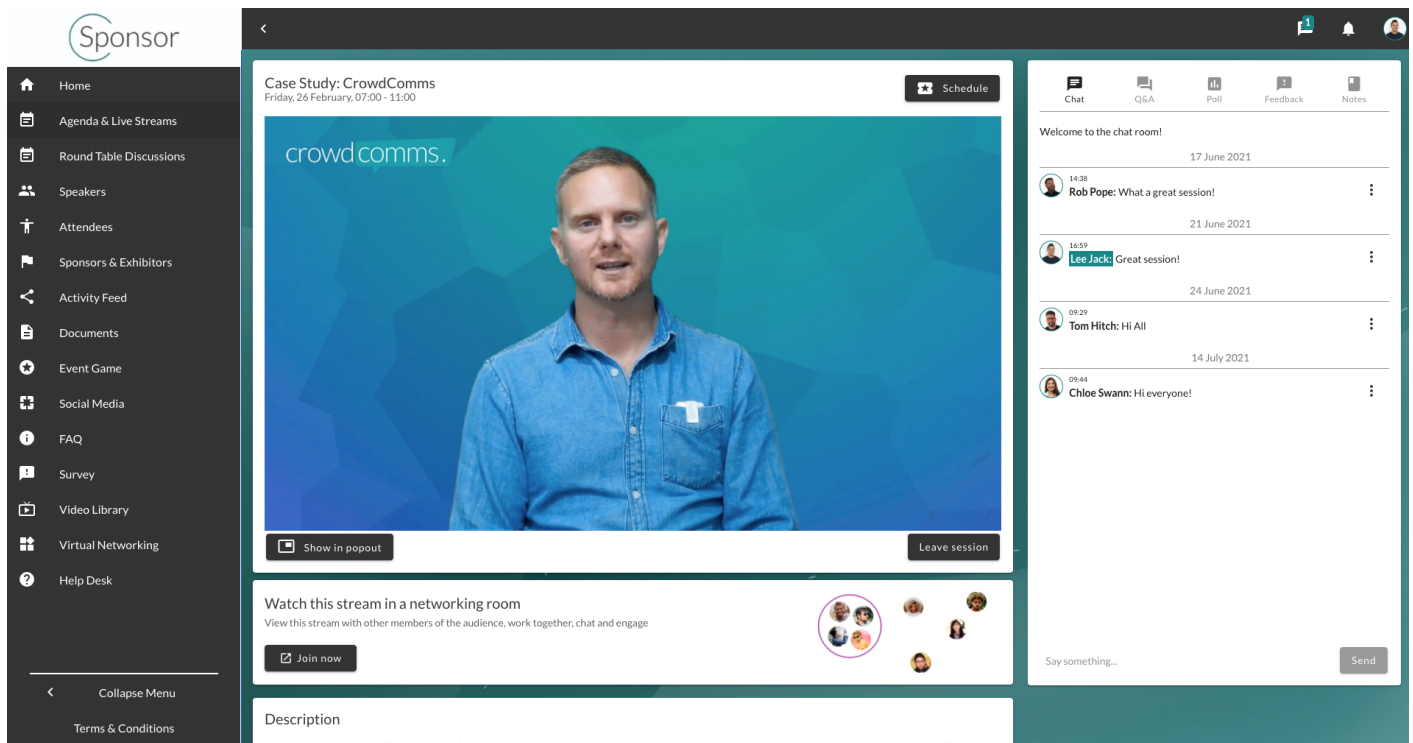 Sponsor
Home
Agenda & Live Streams
Round Table Discussions
Speakers
Attendees
Sponsors & Exhibitors
Activity Feed
Documents
Event Game
Social Media
FAQ
Survey
Video Library
Virtual Networking
Help Desk
Collapse Menu
Terms & Conditions
1
Case Study: CrowdComms
Friday, 26 February, 07:00 - 11:00
Schedule
crowdcomms.
Show in popout
Leave session
Watch this stream in a networking room
View this stream with other members of the audience, work together, chat and engage
Join now
Description
Chat
Q&A
Poll
Feedback
Notes
Welcome to the chat room!
17 June 2021
14:38
Rob Pope: What a great session!
21 June 2021
16:59
Lee Jack: Great session!
24 June 2021
09:29
Tom Hitch: Hi All
14 July 2021
09:44
Chloe Swann: Hi everyone!
Say something...
Send